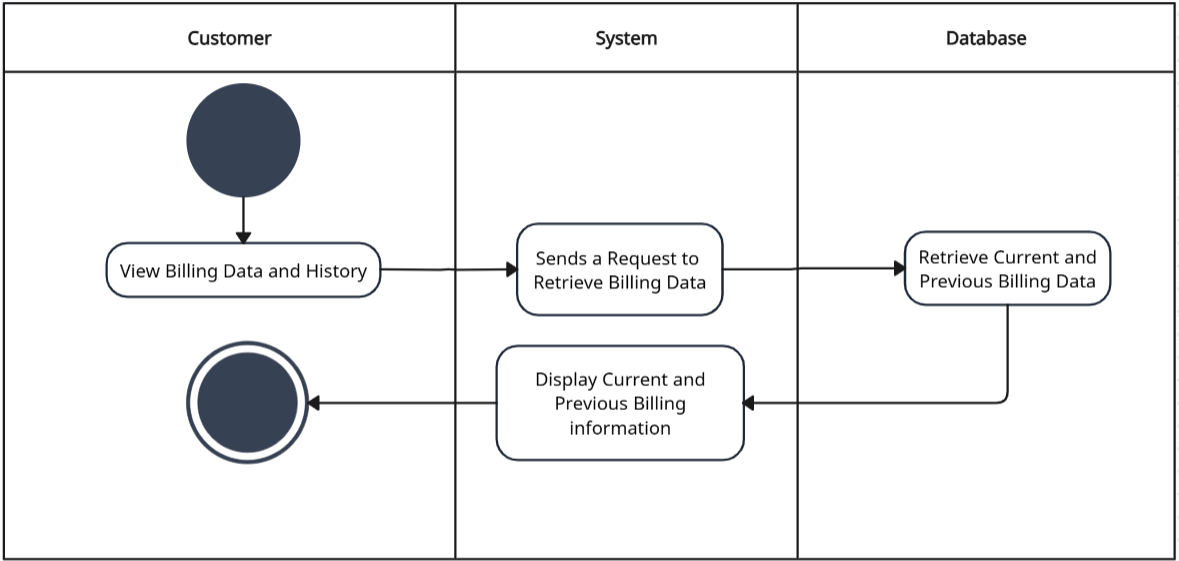 Customer
System
Database
View Billing Data and History
Sends a Request to
Retrieve Billing Data
Retrieve Current and
Previous Billing Data
Display Current and
Previous Billing
information